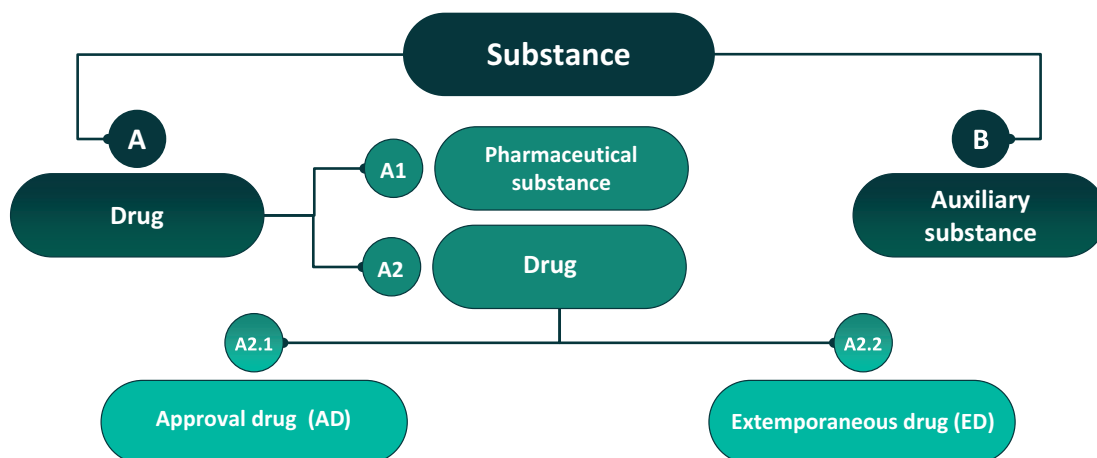 Substance
A
B
Drug
A1
Pharmaceutical
substance
A2
Drug
Auxiliary
substance
A2.1
A2.2
Approval drug (AD)
Extemporaneous drug (ED)